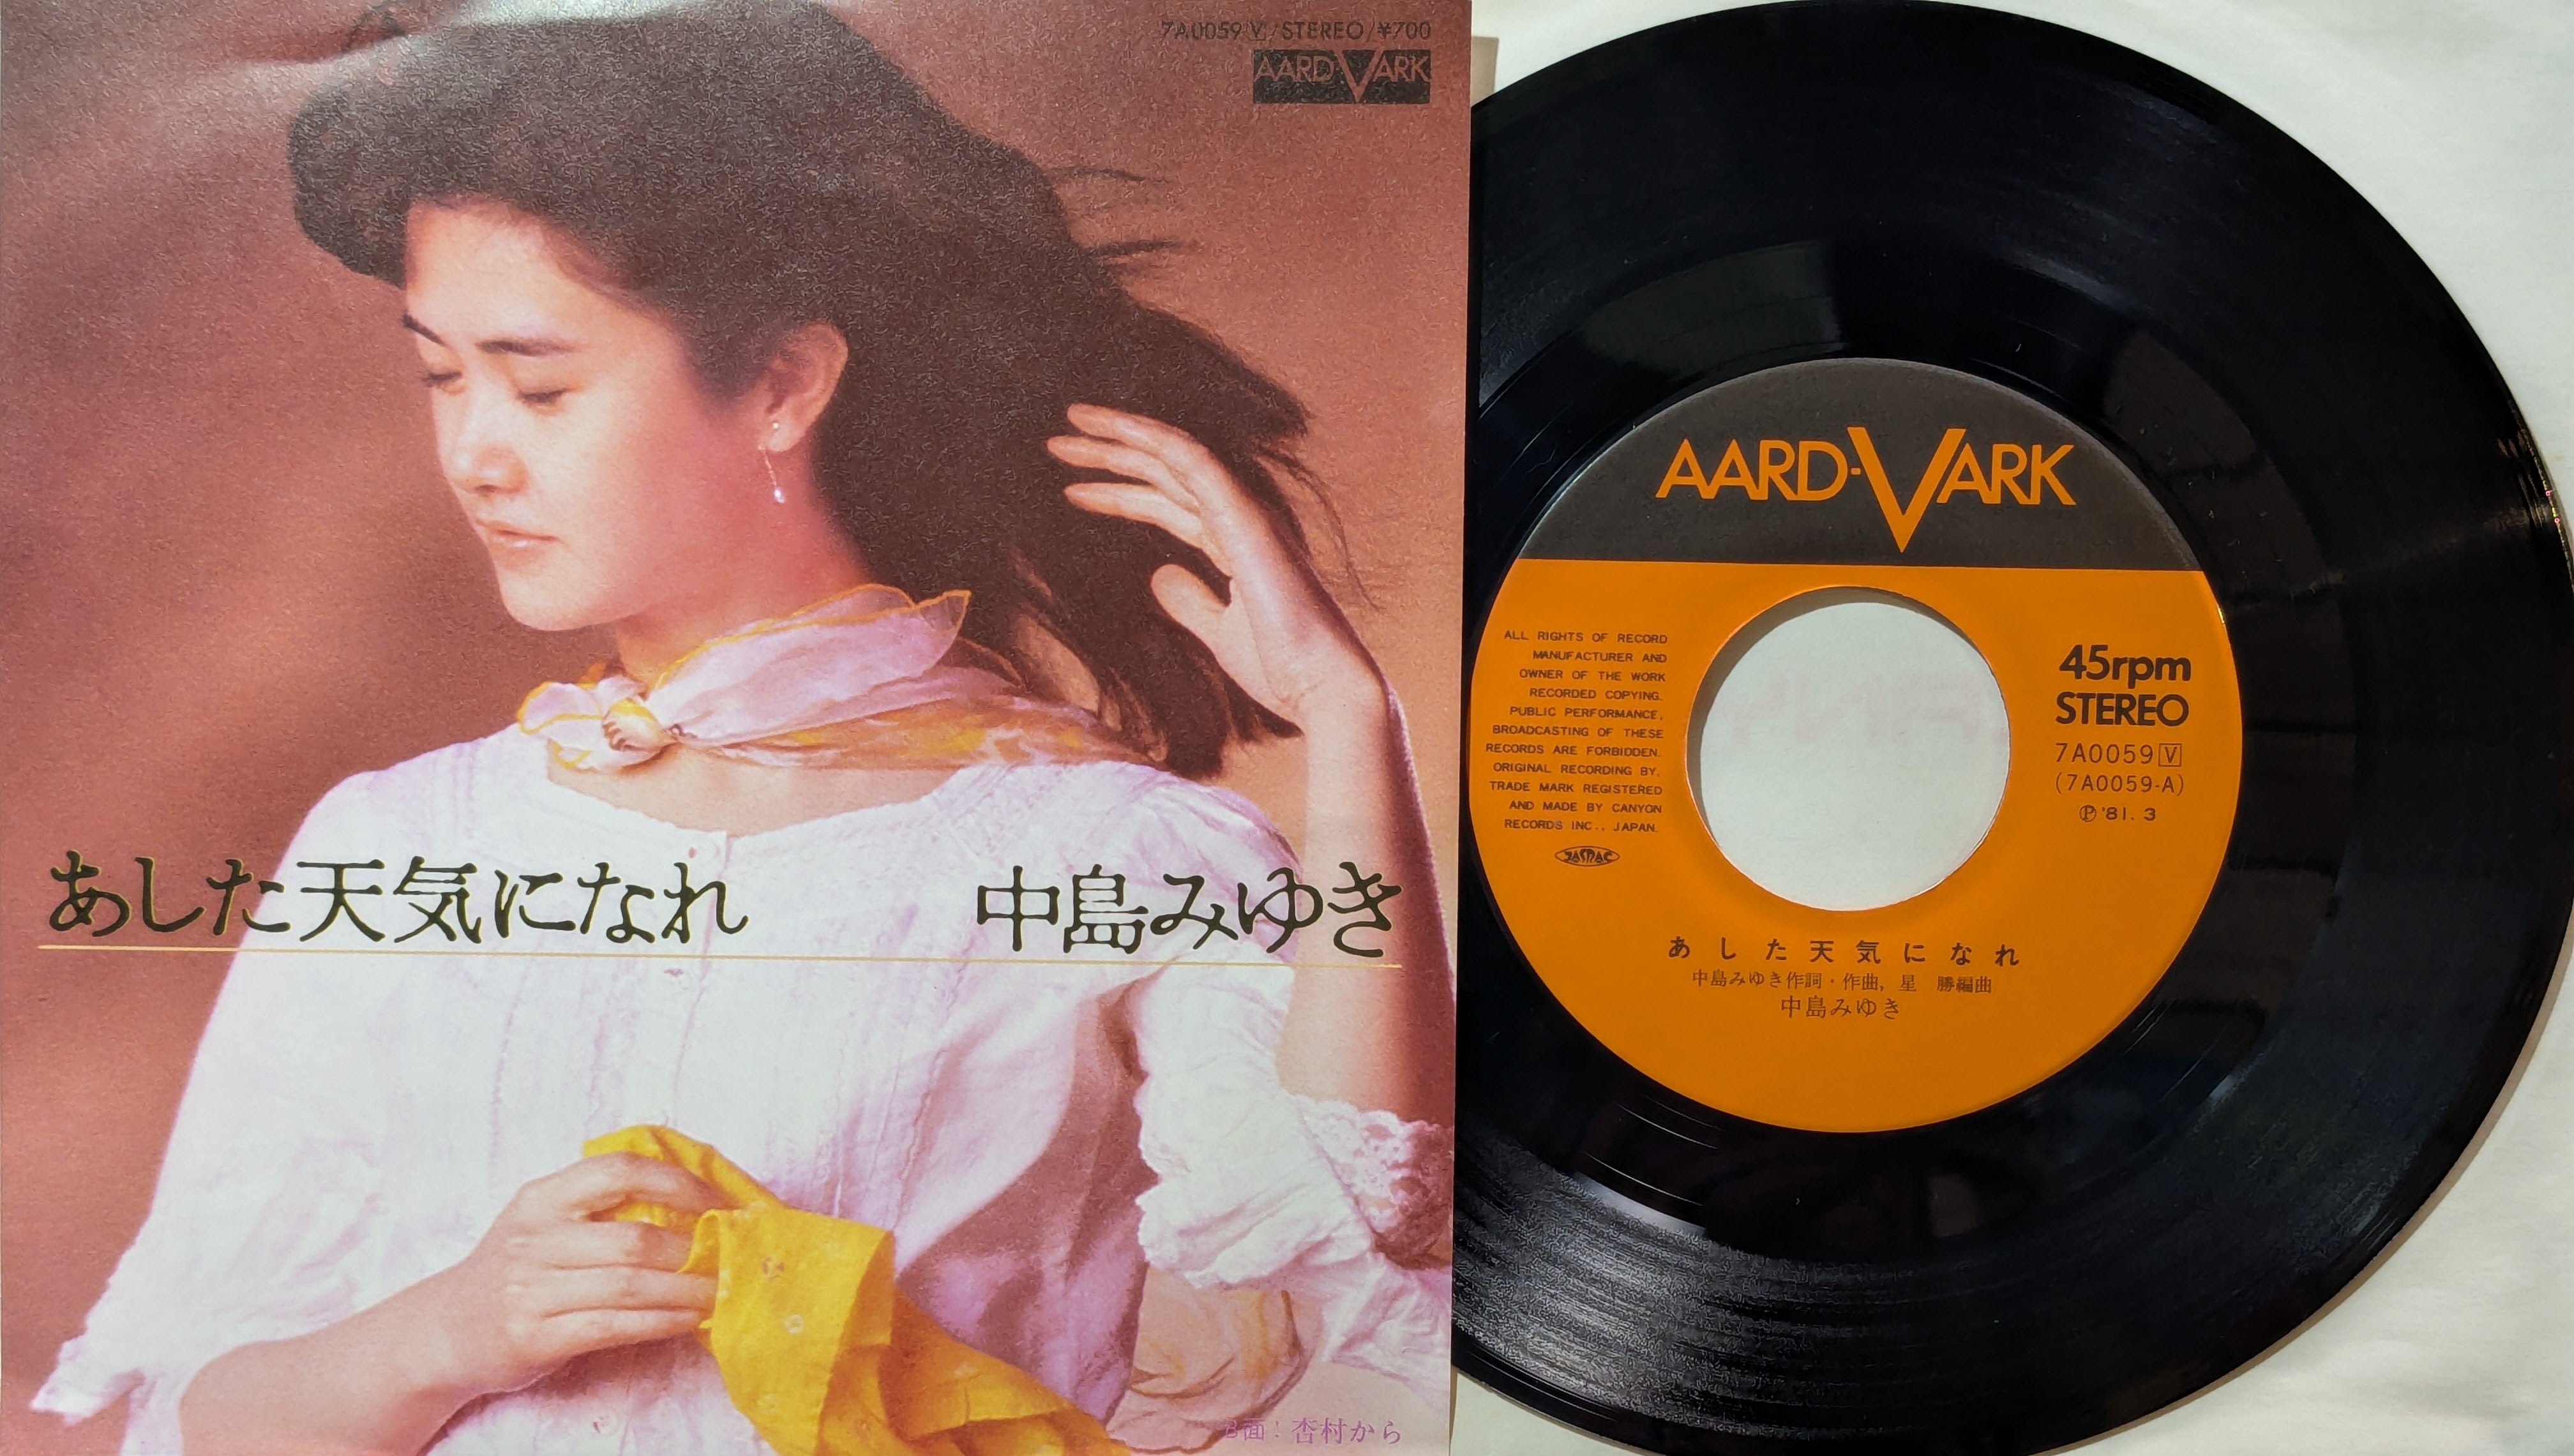 7A0059 V/STEREO/¥700
AARD-VARK
あした天気になれ 中島みゆき
B面：杏村から
AARD-VARK
ALL RIGHTS OF RECORD
MANUFACTURER AND
OWNER OF THE WORK
RECORDED COPYING,
PUBLIC PERFORMANCE,
BROADCASTING OF THESE
RECORDS ARE FORBIDDEN.
ORIGINAL RECORDING BY,
TRADE MARK REGISTERED
AND MADE BY CANYON
RECORDS INC., JAPAN.
JASRAC
45rpm
STEREO
7A0059 V
(7A0059-A)
Ⓟ '81. 3
あした天気になれ
中島みゆき作詞・作曲, 星 勝編曲
中島みゆき